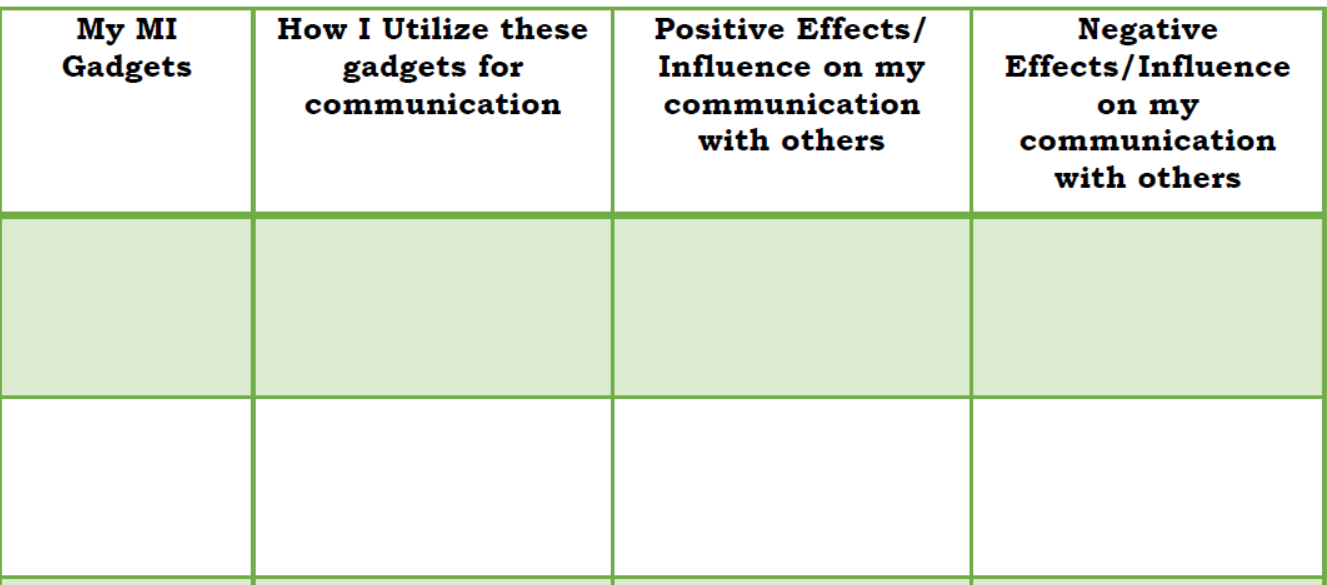 My MI
Gadgets
How I Utilize these
gadgets for
communication
Positive Effects/
Influence on my
communication
with others
Negative
Effects/Influence
on my
communication
with others